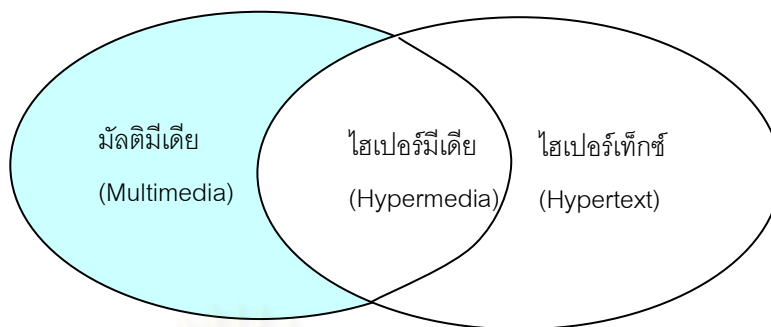 มัลติมีเดีย
(Multimedia)
ไฮเปอร์มีเดีย
(Hypermedia)
ไฮเปอร์เท็กซ์
(Hypertext)